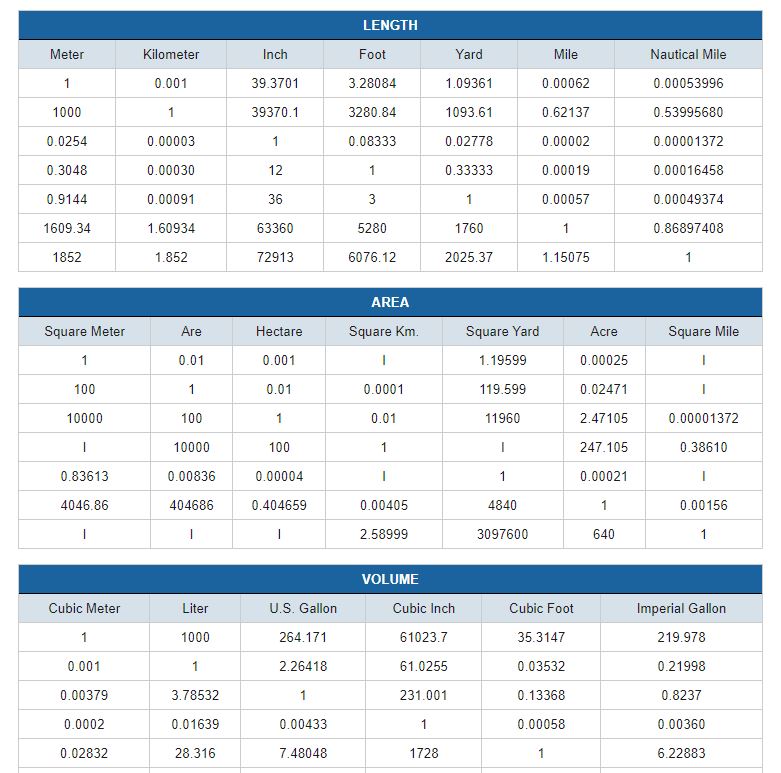 LENGTH
Meter Kilometer Inch Foot Yard Mile Nautical Mile
1 0.001 39.3701 3.28084 1.09361 0.00062 0.00053996
1000 1 39370.1 3280.84 1093.61 0.62137 0.53995680
0.0254 0.00003 1 0.08333 0.02778 0.00002 0.00001372
0.3048 0.00030 12 1 0.33333 0.00019 0.00016458
0.9144 0.00091 36 3 1 0.00057 0.00049374
1609.34 1.60934 63360 5280 1760 1 0.86897408
1852 1.852 72913 6076.12 2025.37 1.15075 1
AREA
Square Meter Are Hectare Square Km. Square Yard Acre Square Mile
1 0.01 0.001 l 1.19599 0.00025 l
100 1 0.01 0.0001 119.599 0.02471 l
10000 100 1 0.01 11960 2.47105 0.00001372
l 10000 100 1 l 247.105 0.38610
0.83613 0.00836 0.00004 l 1 0.00021 l
4046.86 404686 0.404659 0.00405 4840 1 0.00156
l l l 2.58999 3097600 640 1
VOLUME
Cubic Meter Liter U.S. Gallon Cubic Inch Cubic Foot Imperial Gallon
1 1000 264.171 61023.7 35.3147 219.978
0.001 1 2.26418 61.0255 0.03532 0.21998
0.00379 3.78532 1 231.001 0.13368 0.8237
0.0002 0.01639 0.00433 1 0.00058 0.00360
0.02832 28.316 7.48048 1728 1 6.22883